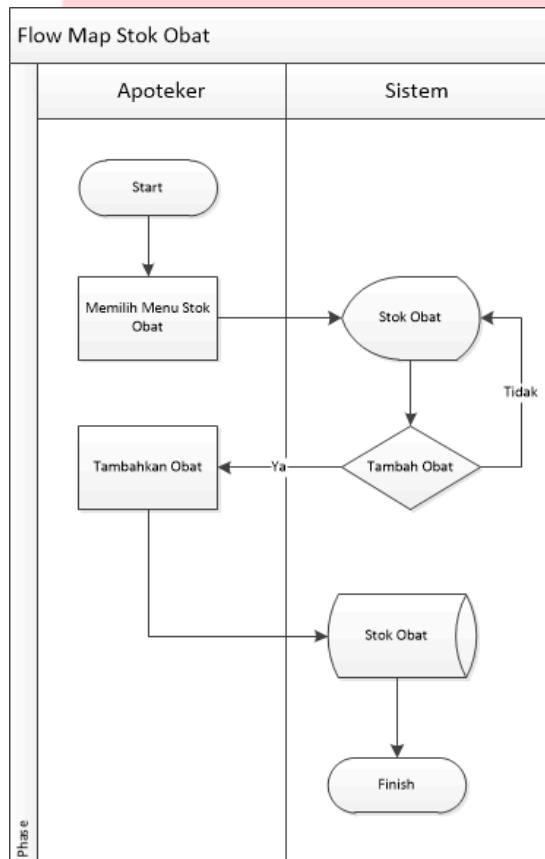 Flow Map Stok Obat
Apoteker
Sistem
Start
Memilih Menu Stok
Obat
Stok Obat
Tidak
Tambahkan Obat
Ya
Tambah Obat
Stok Obat
Finish
Phase